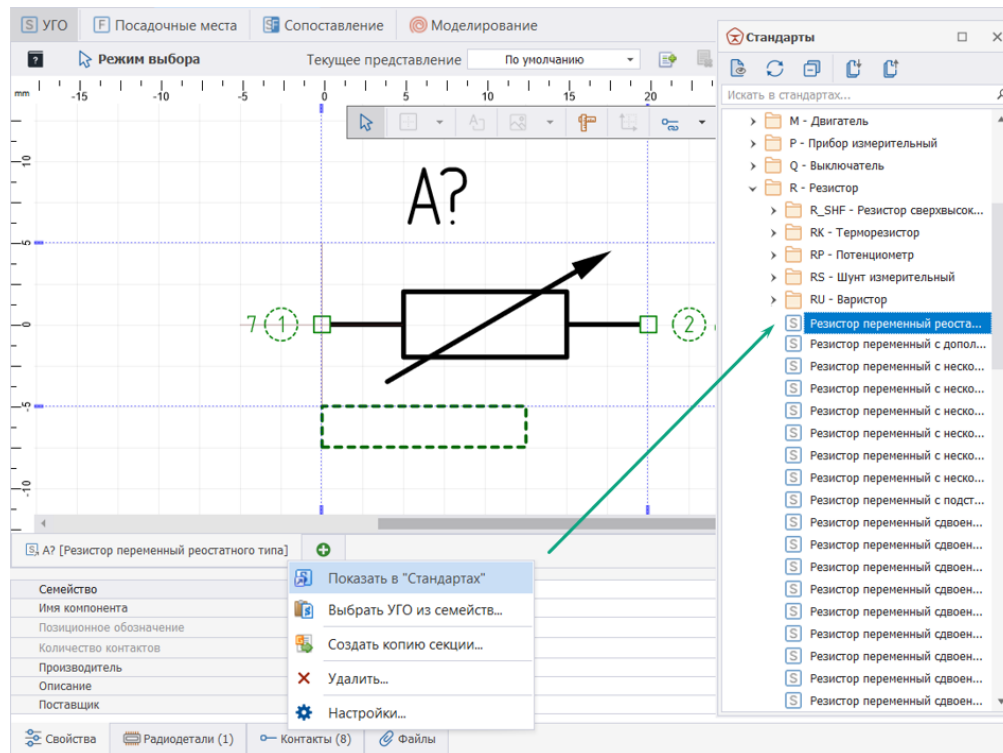 УГО
Посадочные места
Сопоставление
Моделирование
Режим выбора
Текущее представление
По умолчанию
mm
-15
-10
-5
0
5
10
15
20
10
5
0
-5
-10
A?
7
1
2
A? [Резистор переменный реостатного типа]
Показать в "Стандартах"
Выбрать УГО из семейств...
Создать копию секции...
Удалить...
Настройки...
Семейство
Имя компонента
Позиционное обозначение
Количество контактов
Производитель
Описание
Поставщик
Свойства
Радиодетали (1)
Контакты (8)
Файлы
Стандарты
Искать в стандартах...
M - Двигатель
P - Прибор измерительный
Q - Выключатель
R - Резистор
R_SHF - Резистор сверхвысок...
RK - Терморезистор
RP - Потенциометр
RS - Шунт измерительный
RU - Варистор
Резистор переменный реоста...
Резистор переменный с допол...
Резистор переменный с неско...
Резистор переменный с неско...
Резистор переменный с неско...
Резистор переменный с неско...
Резистор переменный с неско...
Резистор переменный с неско...
Резистор переменный с подст...
Резистор переменный сдвоен...
Резистор переменный сдвоен...
Резистор переменный сдвоен...
Резистор переменный сдвоен...
Резистор переменный сдвоен...
Резистор переменный сдвоен...
Резистор переменный сдвоен...
Резистор переменный сдвоен...
Резистор переменный сдвоен...